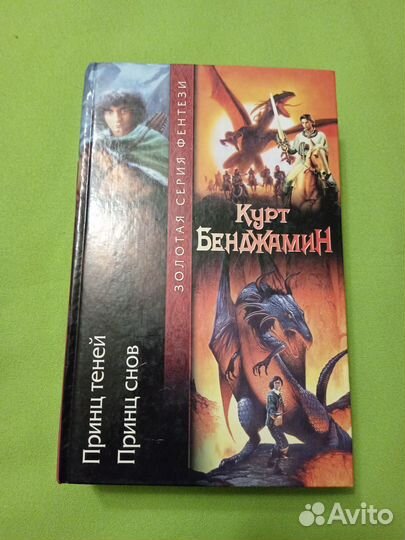 ЗОЛОТАЯ СЕРИЯ ФЕНТЕЗИ
КУРТ
БЕНДЖАМИН
Принц теней
Принц снов
Avito